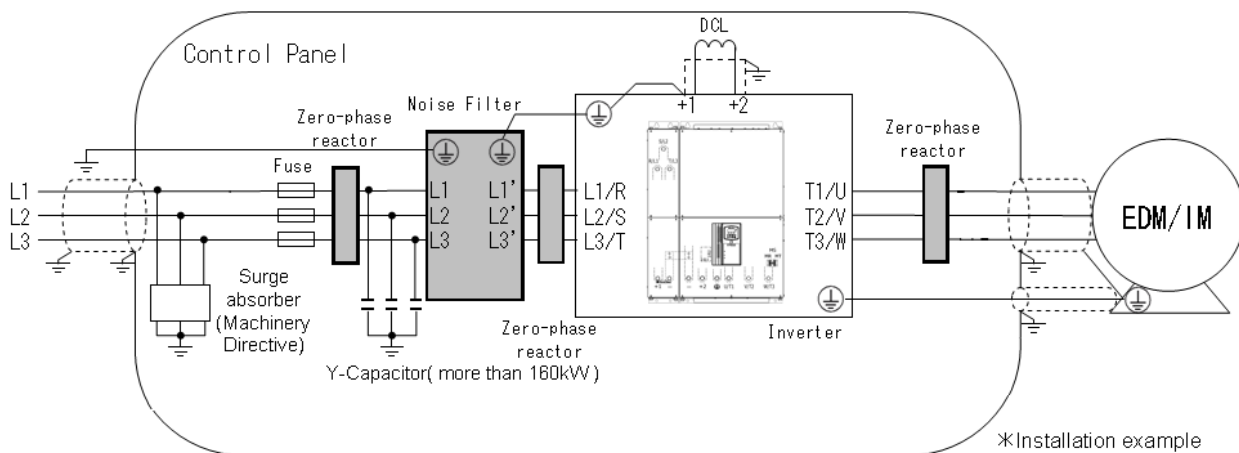 DCL
Control Panel
+1
+2
Noise Filter
Zero-phase
reactor
Zero-phase
reactor
Fuse
L1
L2
L3
L1
L2
L3
L1'
L2'
L3'
L1/R
L2/S
L3/T
T1/U
T2/V
T3/W
EDM/IM
Surge
absorber
(Machinery
Directive)
Inverter
Zero-phase
reactor
Y-Capacitor( more than 160kW )
*Installation example